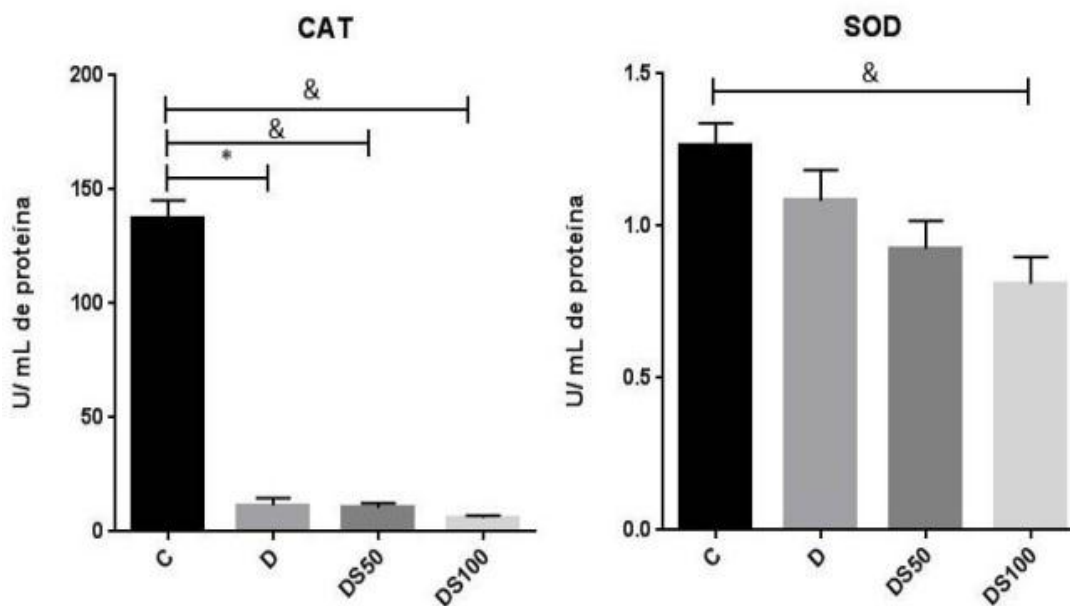 CAT
U/ mL de proteína
200
150
100
50
0
&
&
*
C
D
DS50
DS100
SOD
U/ mL de proteína
1.5
1.0
0.5
0.0
&
C
D
DS50
DS100